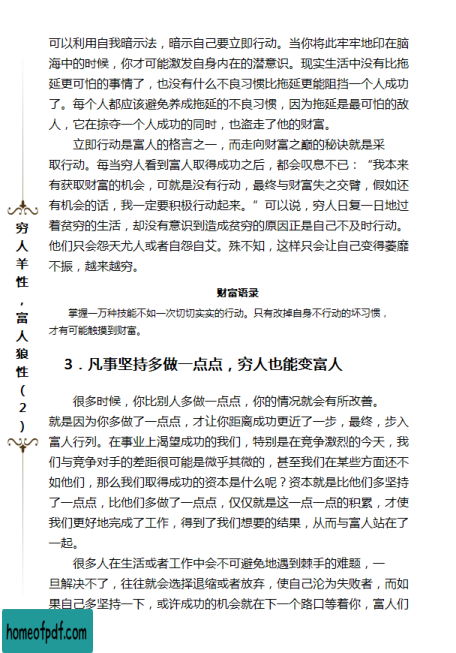 可以利用自我暗示法，暗示自己要立即行动。当你将此牢牢地印在脑
海中的时候，你才可能激发自身内在的潜意识。现实生活中没有比拖
延更可怕的事情了，也没有什么不良习惯比拖延更能阻挡一个人成功
了。每个人都应该避免养成拖延的不良习惯，因为拖延是最可怕的敌
人，它在掠夺一个人成功的同时，也盗走了他的财富。
立即行动是富人的格言之一，而走向财富之巅的秘诀就是采
取行动。每当穷人看到富人取得成功之后，都会叹息不已：“我本来
有获取财富的机会，可就是没有行动，最终与财富失之交臂，假如还
有机会的话，我一定要积极行动起来。”可以说，穷人日复一日地过
着贫穷的生活，却没有意识到造成贫穷的原因正是自己不及时行动。
他们只会怨天尤人或者自怨自艾。殊不知，这样只会让自己变得萎靡
不振，越来越穷。
财富语录
掌握一万种技能不如一次切切实实的行动。只有改掉自身不行动的坏习惯，
才有可能触摸到财富。
3．凡事坚持多做一点点，穷人也能变富人
很多时候，你比别人多做一点点，你的情况就会有所改善。
就是因为你多做了一点点，才让你距离成功更近了一步，最终，步入
富人行列。在事业上渴望成功的我们，特别是在竞争激烈的今天，我
们与竞争对手的差距很可能是微乎其微的，甚至我们在某些方面还不
如他们，那么我们取得成功的资本是什么呢？资本就是比他们多坚持
了一点点，比他们多做了一点点，仅仅就是这一点一点的积累，才使
我们更好地完成了工作，得到了我们想要的结果，从而与富人站在了
一起。
很多人在生活或者工作中会不可避免地遇到棘手的难题，一
旦解决不了，往往就会选择退缩或者放弃，使自己沦为失败者，而如
果自己多坚持一下，或许成功的机会就在下一个路口等着你，富人们
穷人羊性，富人狼性(2)
homeofpdf.com